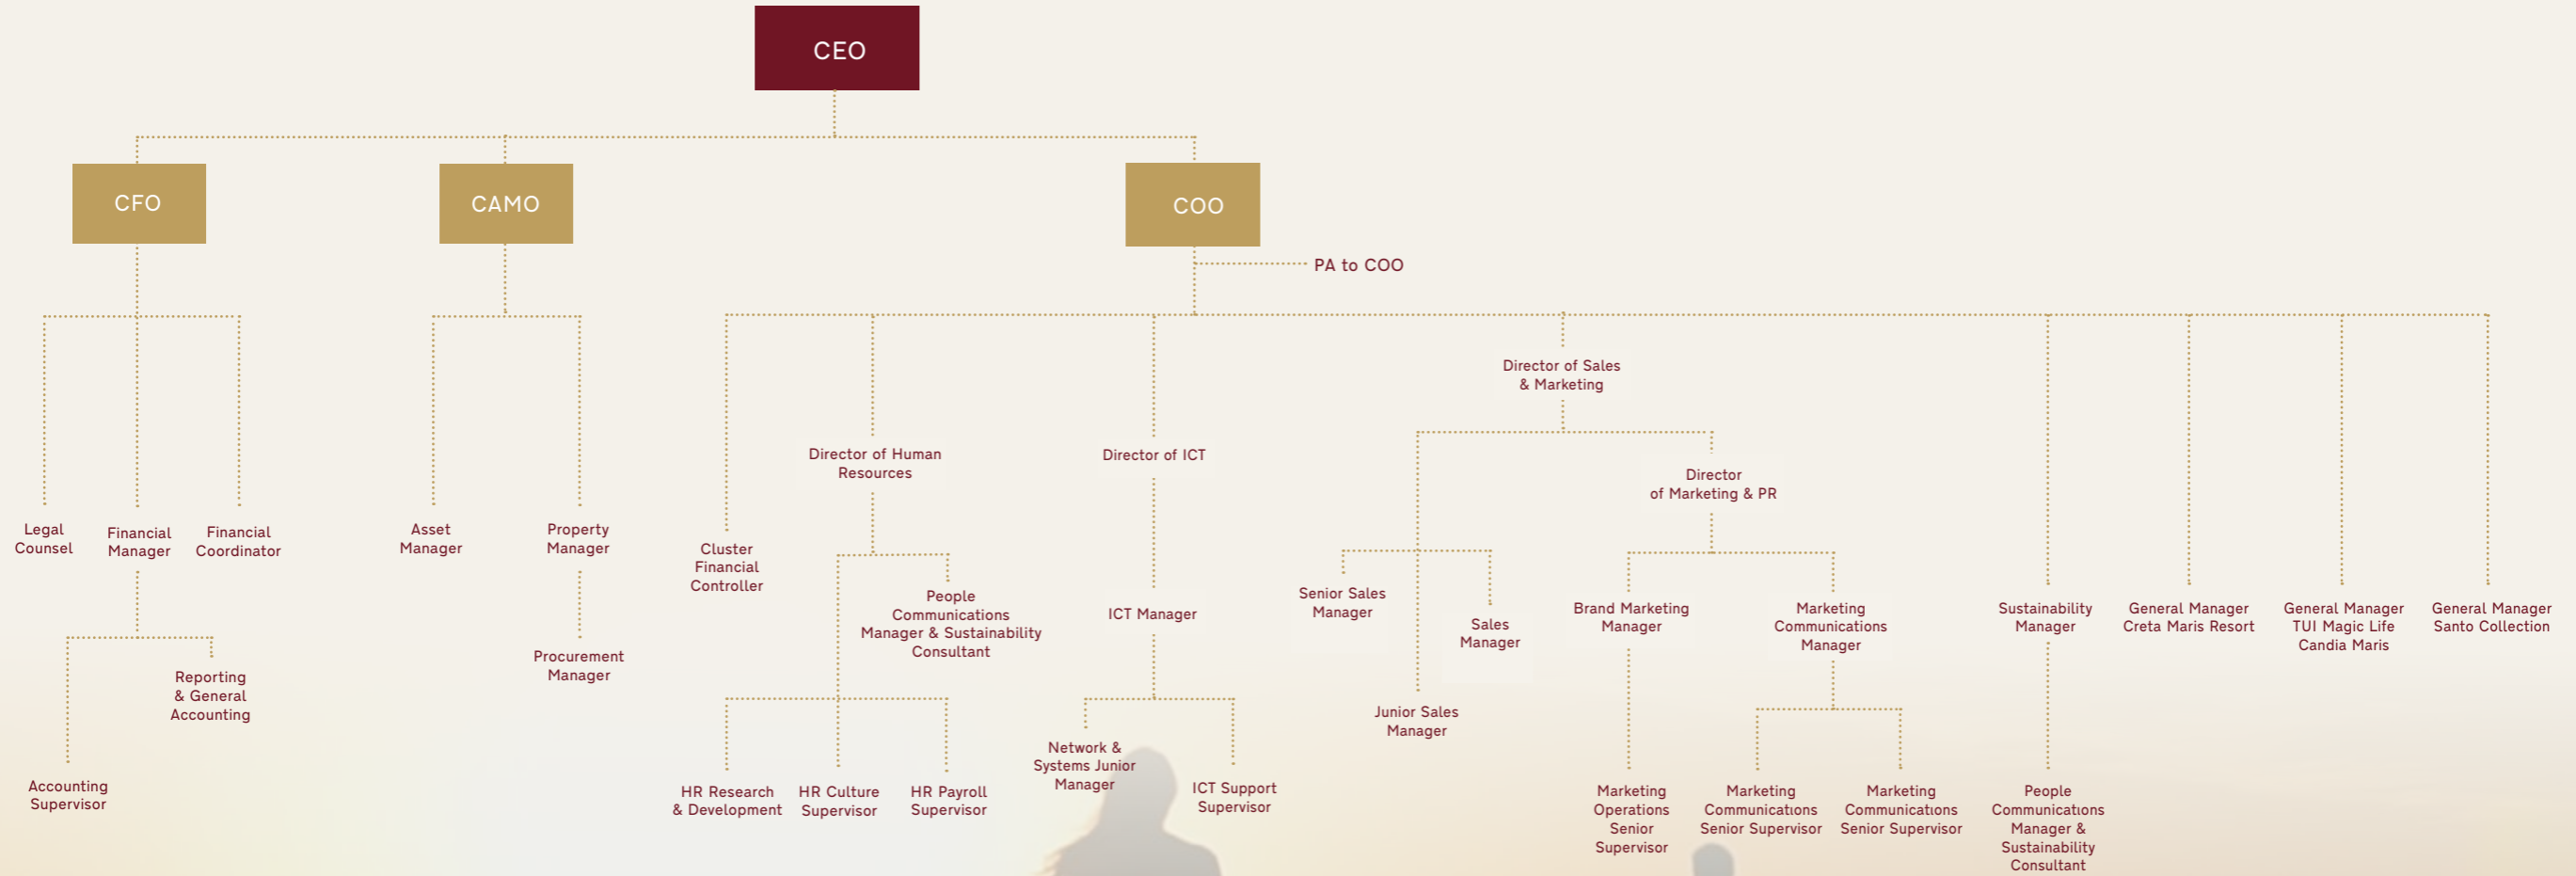 CEO
CFO
CAMO
COO
PA to COO
Director of Sales
& Marketing
Director of Human
Resources
Director of ICT
Director
of Marketing & PR
Legal
Counsel
Financial
Manager
Financial
Coordinator
Asset
Manager
Property
Manager
Cluster
Financial
Controller
People
Communications
Manager & Sustainability
Consultant
ICT Manager
Senior Sales
Manager
Sales
Manager
Brand Marketing
Manager
Marketing
Communications
Manager
Sustainability
Manager
General Manager
Creta Maris Resort
General Manager
TUI Magic Life
Candia Maris
General Manager
Santo Collection
Procurement
Manager
Reporting
& General
Accounting
Junior Sales
Manager
Accounting
Supervisor
HR Research
& Development
HR Culture
Supervisor
HR Payroll
Supervisor
Network &
Systems Junior
Manager
ICT Support
Supervisor
Marketing
Operations
Senior
Supervisor
Marketing
Communications
Senior Supervisor
Marketing
Communications
Senior Supervisor
People
Communications
Manager &
Sustainability
Consultant